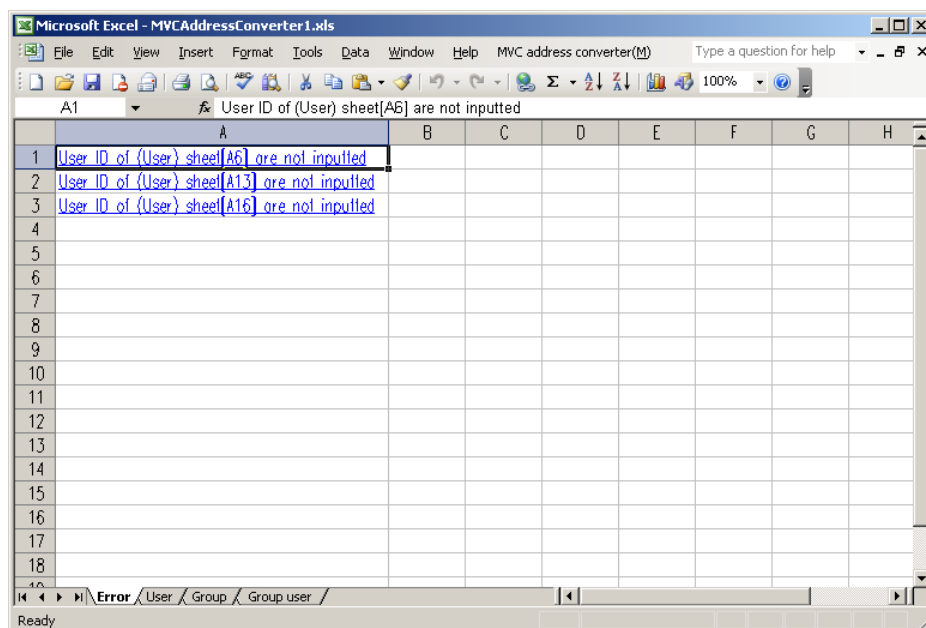 Microsoft Excel - MVCAddressConverter1.xls
File Edit View Insert Format Tools Data Window Help MVC address converter(M) Type a question for help
100%
A1 fx User ID of (User) sheet[A6] are not inputted
A B C D E F G H
1 User ID of (User) sheet[A6] are not inputted
2 User ID of (User) sheet[A13] are not inputted
3 User ID of (User) sheet[A16] are not inputted
4
5
6
7
8
9
10
11
12
13
14
15
16
17
18
19
Error User Group Group user
Ready